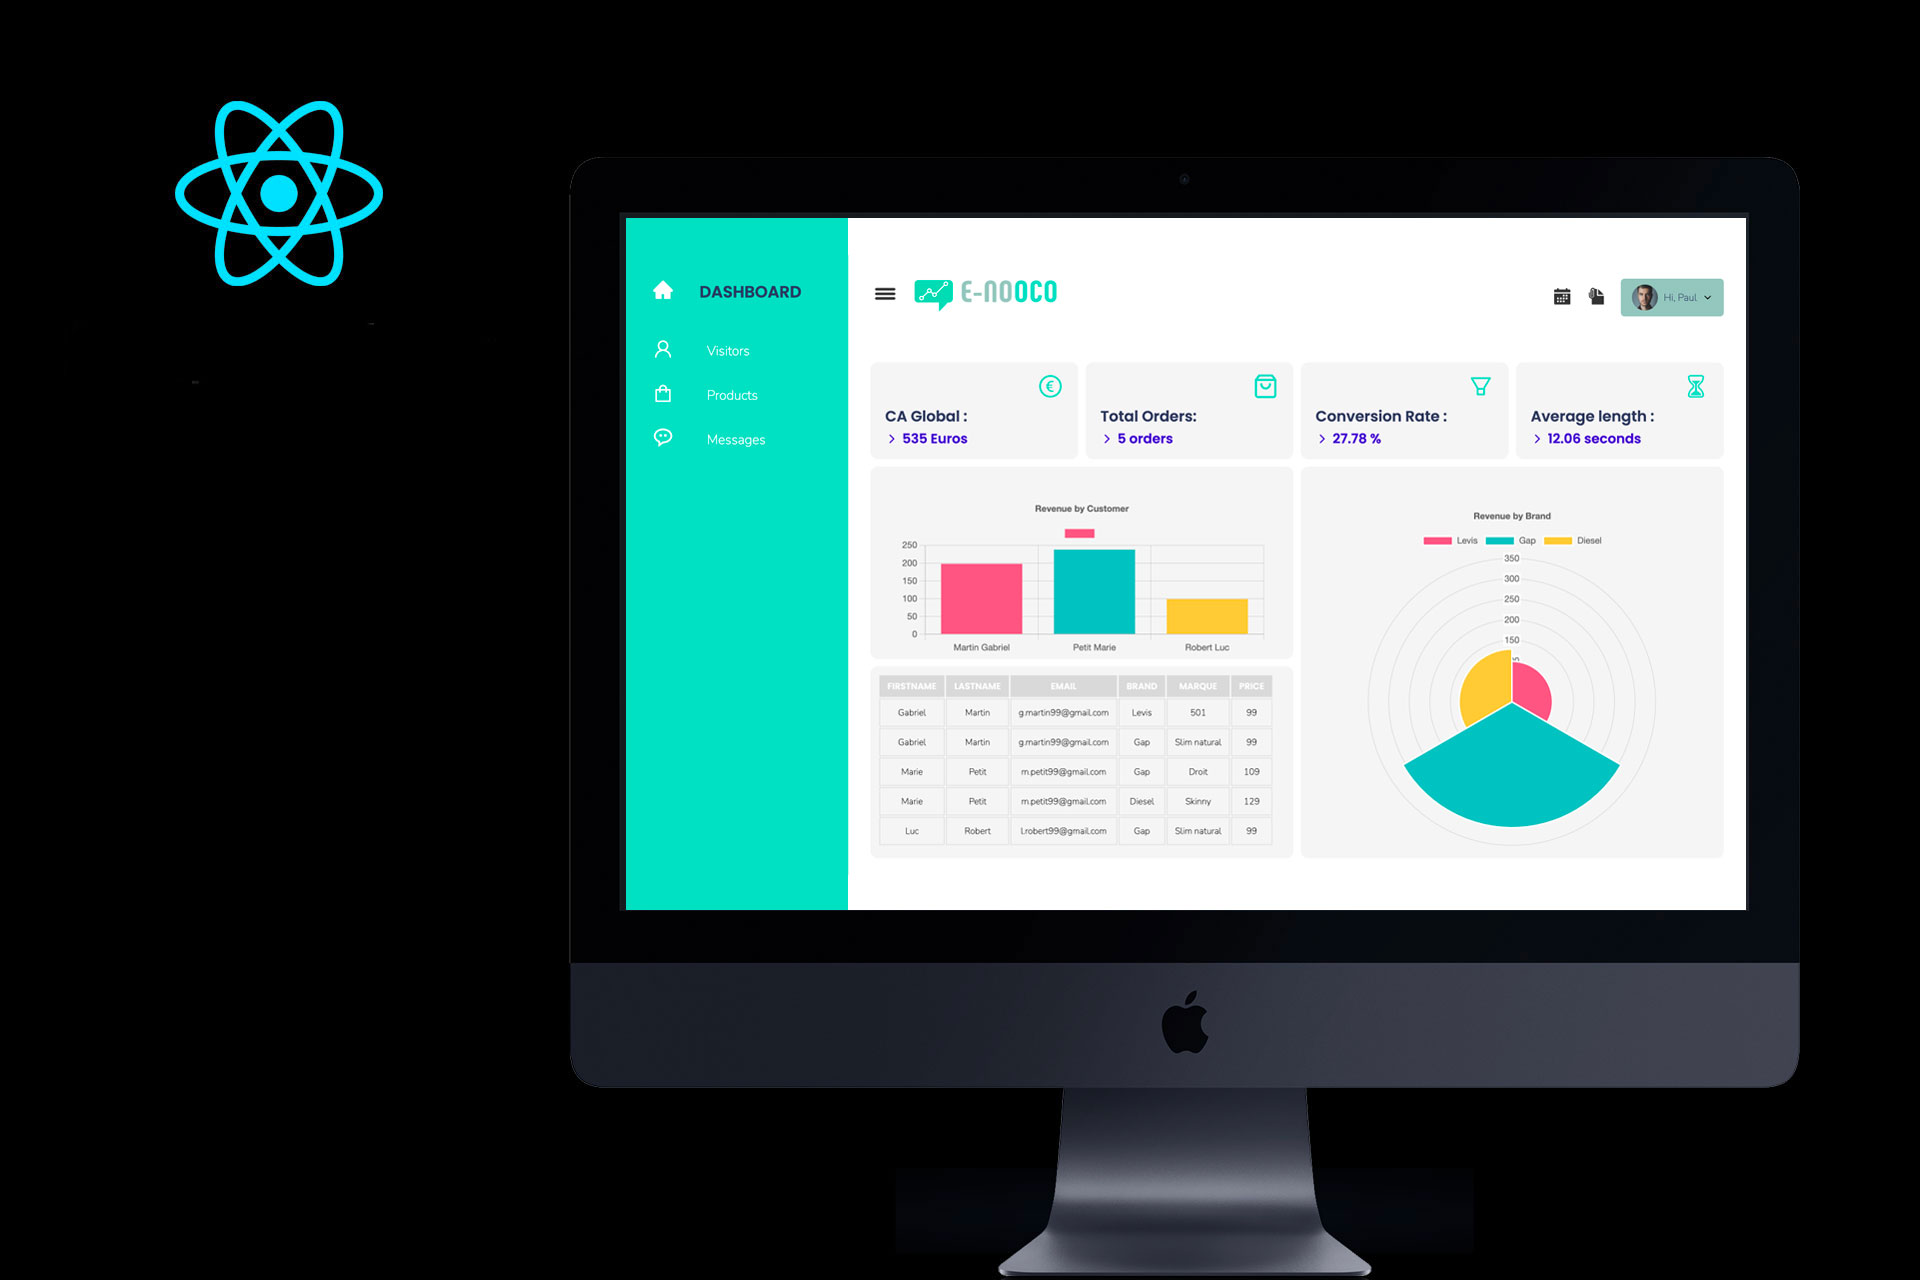 DASHBOARD
Visitors
Products
Messages
E-NOOCO
Hi, Paul
CA Global :
535 Euros
Total Orders:
5 orders
Conversion Rate :
27.78 %
Average length :
12.06 seconds
Revenue by Customer
250
200
150
100
50
0
Martin Gabriel
Petit Marie
Robert Luc
FIRSTNAME LASTNAME EMAIL BRAND MARQUE PRICE
Gabriel Martin g.martin99@gmail.com Levis 501 99
Gabriel Martin g.martin99@gmail.com Gap Slim natural 99
Marie Petit m.petit99@gmail.com Gap Droit 109
Marie Petit m.petit99@gmail.com Diesel Skinny 129
Luc Robert l.robert99@gmail.com Gap Slim natural 99
Revenue by Brand
Levis Gap Diesel
350
300
250
200
150